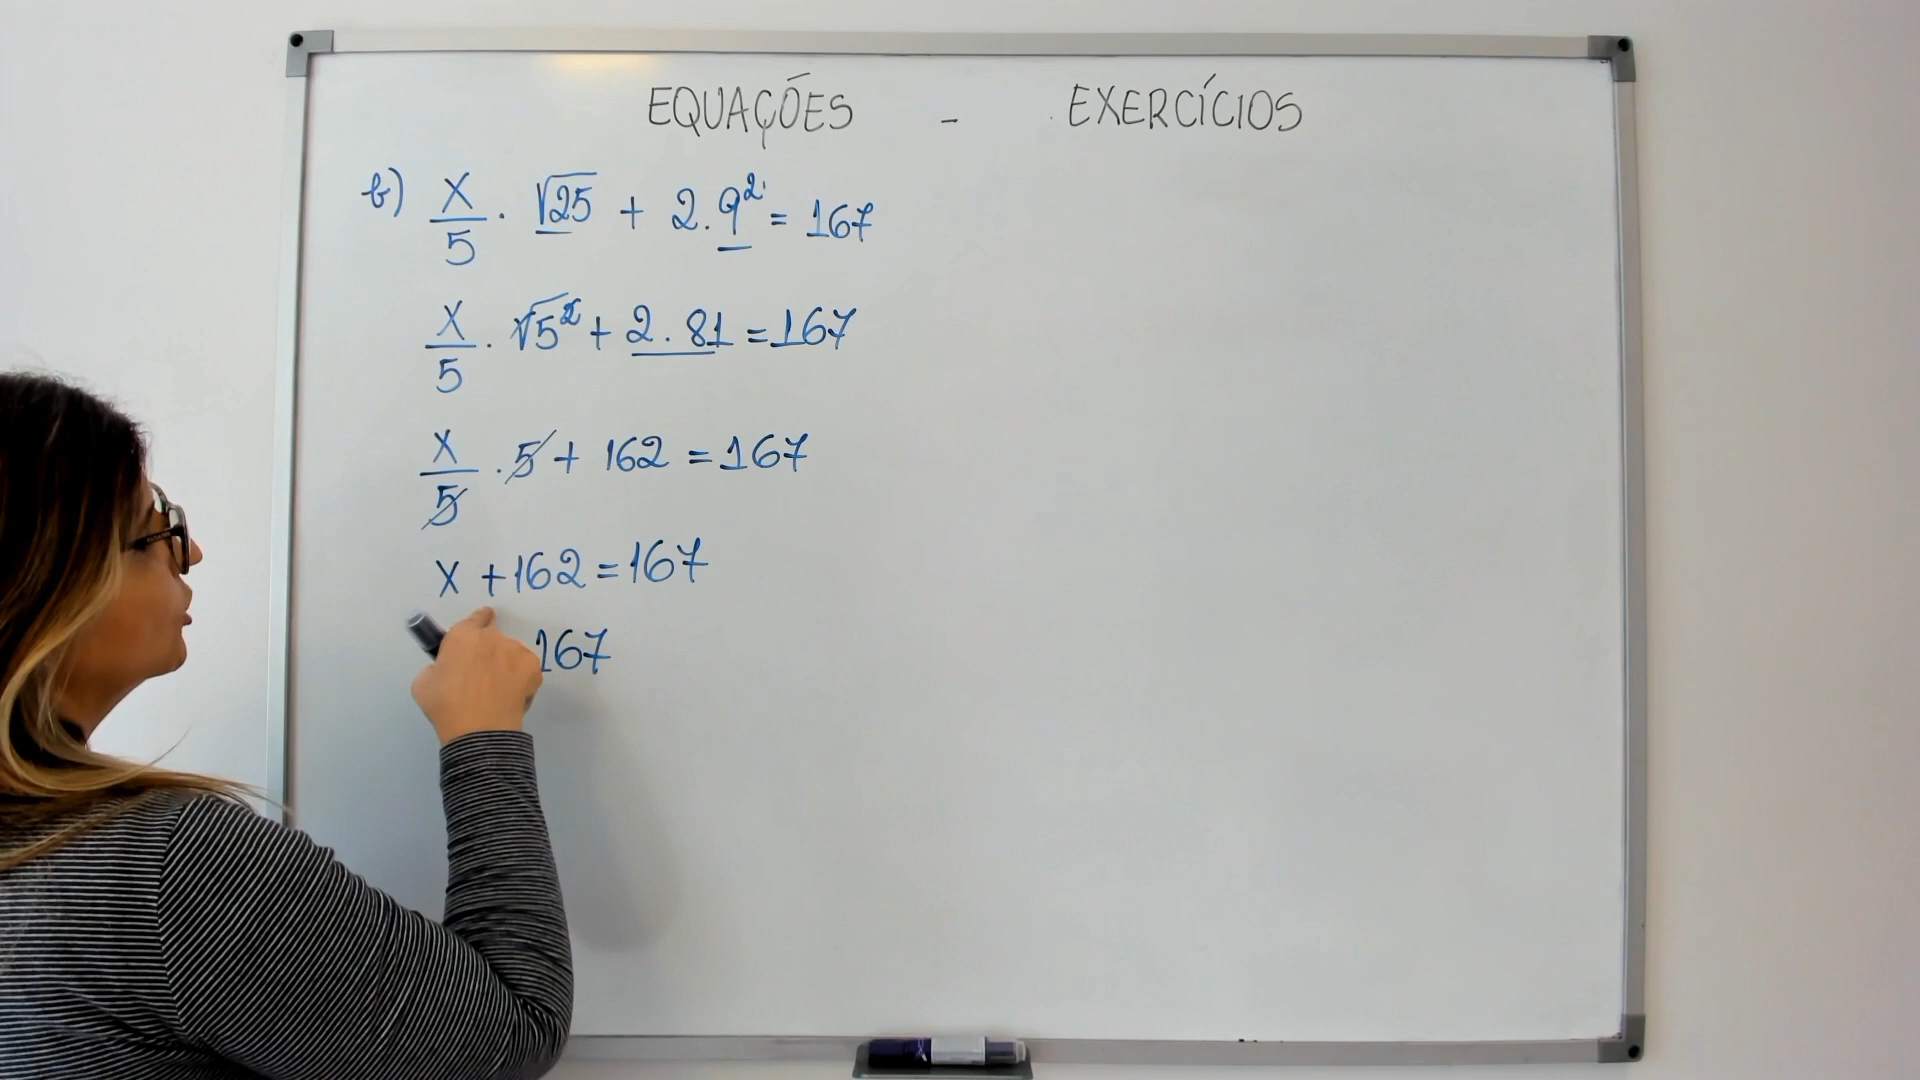 EQUAÇÕES - EXERCÍCIOS
b) x/5 . √25 + 2.9² = 167
x/5 . √5² + 2.81 = 167
x/5 . 5 + 162 = 167
x + 162 = 167
167